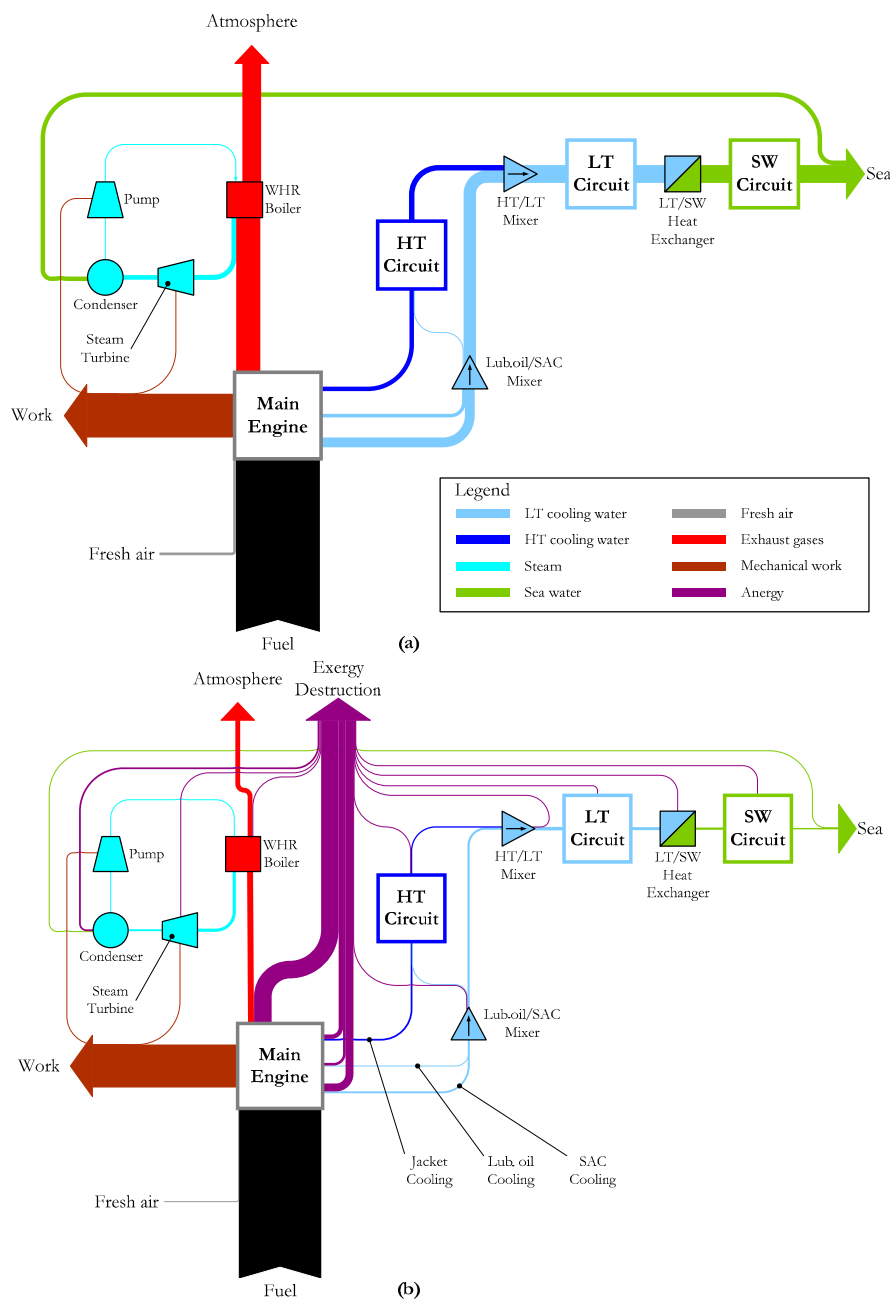 Atmosphere
Pump
WHR
Boiler
Condenser
Steam
Turbine
HT
Circuit
HT/LT
Mixer
LT
Circuit
LT/SW
Heat
Exchanger
SW
Circuit
Sea
Lub.oil/SAC
Mixer
Work
Main
Engine
Fresh air
Fuel
Legend
LT cooling water
HT cooling water
Steam
Sea water
Fresh air
Exhaust gases
Mechanical work
Anergy
(a)
Exergy
Destruction
Atmosphere
Pump
WHR
Boiler
Condenser
Steam
Turbine
HT
Circuit
HT/LT
Mixer
LT
Circuit
LT/SW
Heat
Exchanger
SW
Circuit
Sea
Lub.oil/SAC
Mixer
Work
Main
Engine
Jacket
Cooling
Lub. oil
Cooling
SAC
Cooling
Fresh air
Fuel
(b)